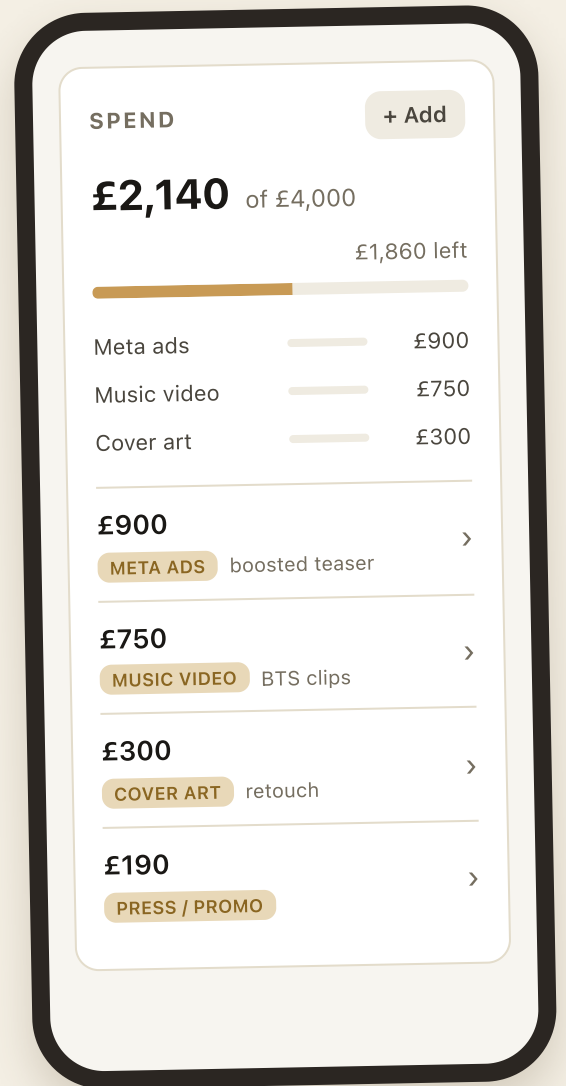 SPEND + Add
£2,140 of £4,000
£1,860 left
Meta ads £900
Music video £750
Cover art £300
£900
META ADS boosted teaser ›
£750
MUSIC VIDEO BTS clips ›
£300
COVER ART retouch ›
£190
PRESS / PROMO ›